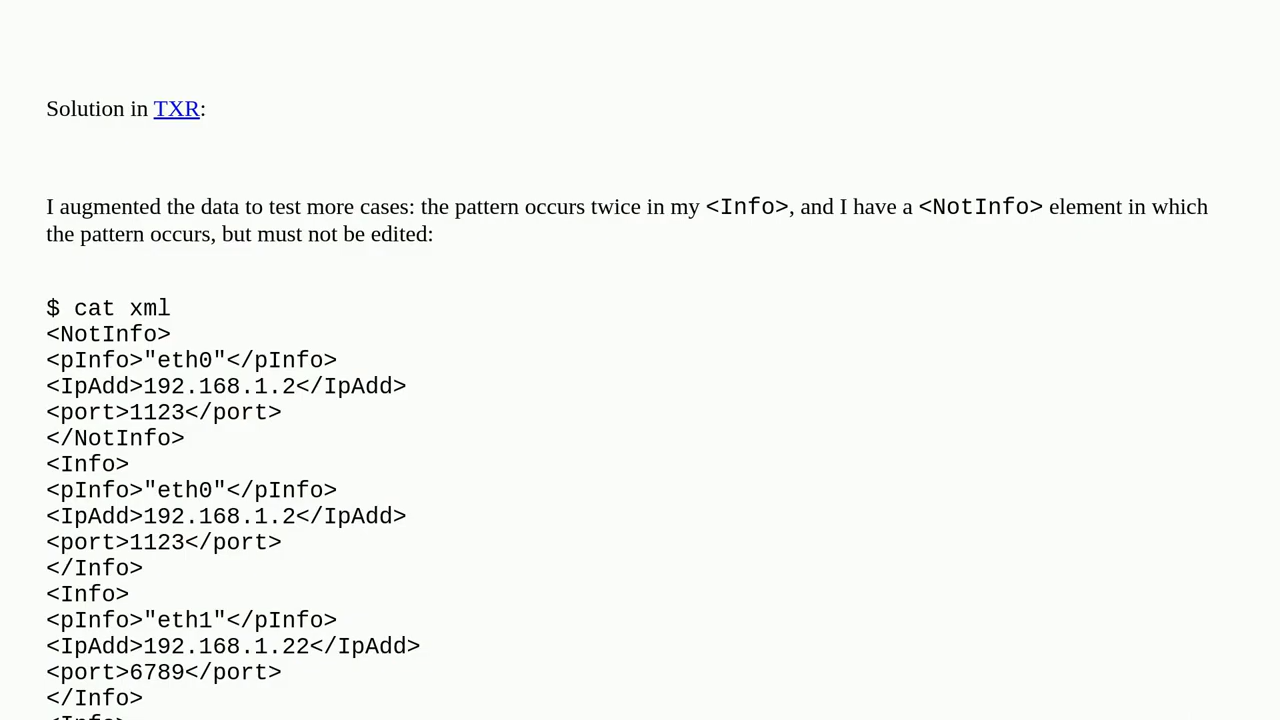 Solution in TXR:
I augmented the data to test more cases: the pattern occurs twice in my <Info>, and I have a <NotInfo> element in which
the pattern occurs, but must not be edited:
$ cat xml
<NotInfo>
<pInfo>"eth0"</pInfo>
<IpAdd>192.168.1.2</IpAdd>
<port>1123</port>
</NotInfo>
<Info>
<pInfo>"eth0"</pInfo>
<IpAdd>192.168.1.2</IpAdd>
<port>1123</port>
</Info>
<Info>
<pInfo>"eth1"</pInfo>
<IpAdd>192.168.1.22</IpAdd>
<port>6789</port>
</Info>
<Info>